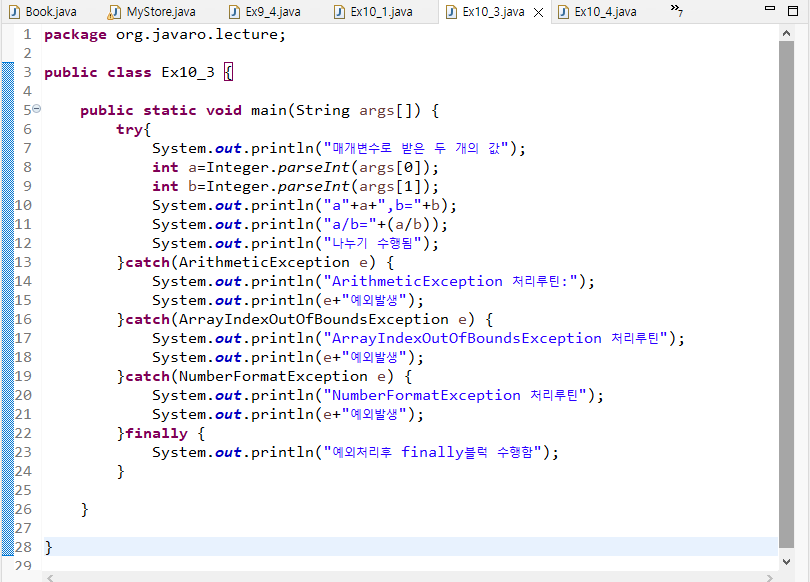 Book.java MyStore.java Ex9_4.java Ex10_1.java Ex10_3.java Ex10_4.java »7
1 package org.javaro.lecture;
2
3 public class Ex10_3 {
4
5 public static void main(String args[]) {
6 try{
7 System.out.println("매개변수로 받은 두 개의 값");
8 int a=Integer.parseInt(args[0]);
9 int b=Integer.parseInt(args[1]);
10 System.out.println("a"+a+",b="+b);
11 System.out.println("a/b="+(a/b));
12 System.out.println("나누기 수행됨");
13 }catch(ArithmeticException e) {
14 System.out.println("ArithmeticException 처리루틴:");
15 System.out.println(e+"예외발생");
16 }catch(ArrayIndexOutOfBoundsException e) {
17 System.out.println("ArrayIndexOutOfBoundsException 처리루틴");
18 System.out.println(e+"예외발생");
19 }catch(NumberFormatException e) {
20 System.out.println("NumberFormatException 처리루틴");
21 System.out.println(e+"예외발생");
22 }finally {
23 System.out.println("예외처리후 finally블럭 수행함");
24 }
25
26 }
27
28 }
29